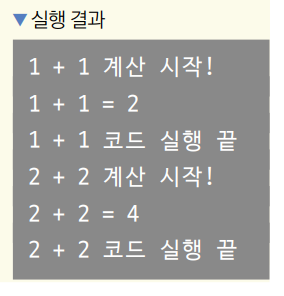 ▼ 실행 결과
1 + 1 계산 시작!
1 + 1 = 2
1 + 1 코드 실행 끝
2 + 2 계산 시작!
2 + 2 = 4
2 + 2 코드 실행 끝